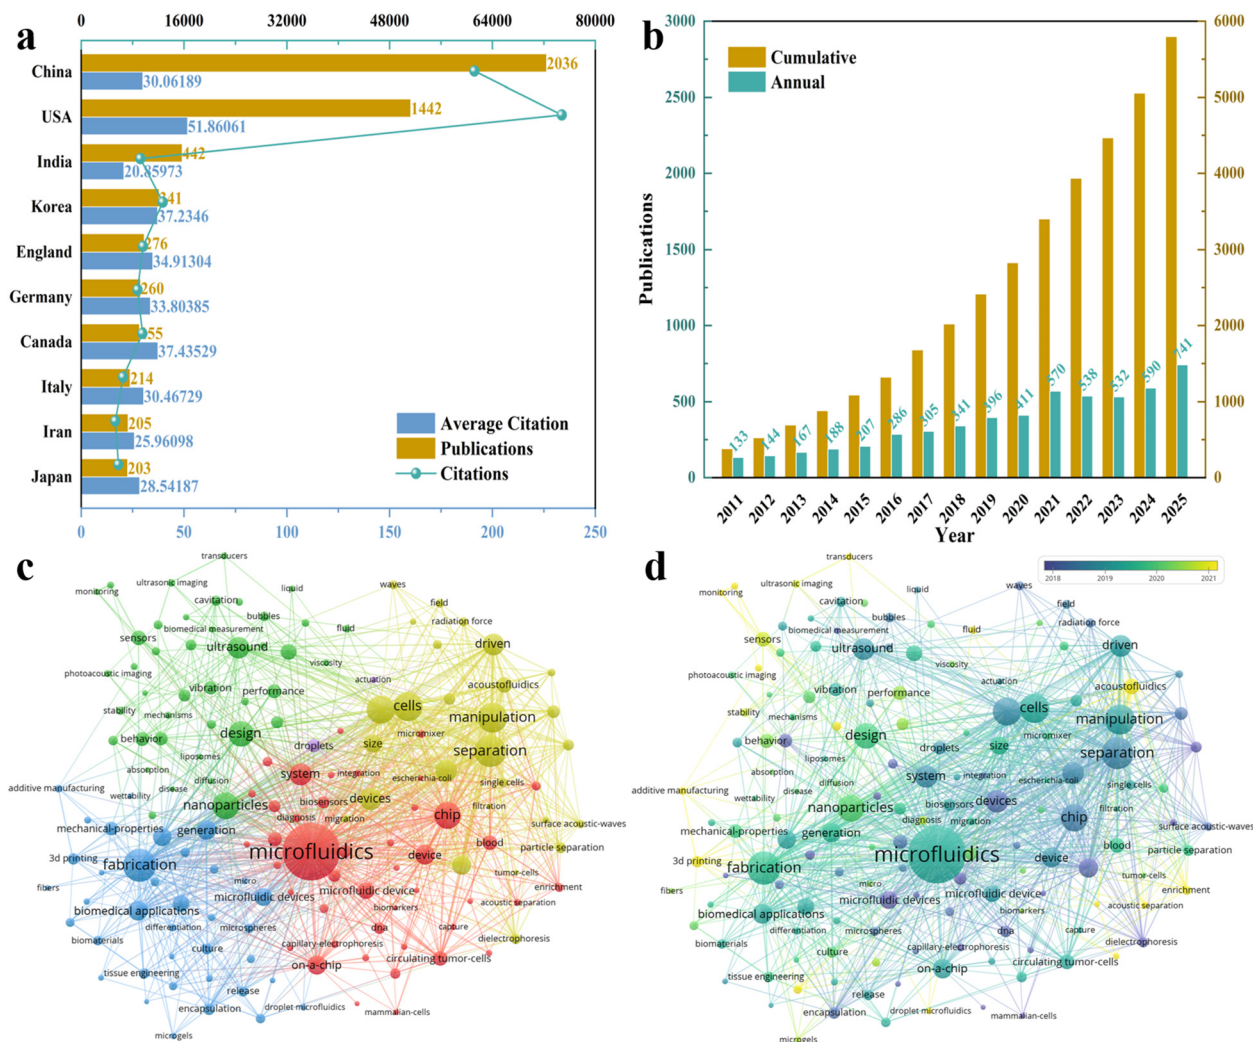 a
0 16000 32000 48000 64000 80000
China
2036
30.06189
USA
1442
51.86061
India
442
20.85973
Korea
341
37.2346
England
276
34.91304
Germany
260
33.80385
Canada
55
37.43529
Italy
214
30.46729
Iran
205
25.96098
Japan
203
28.54187
Average Citation
Publications
Citations
0 50 100 150 200 250
b
Publications
3000
2500
2000
1500
1000
500
0
6000
5000
4000
3000
2000
1000
0
Cumulative
Annual
133 144 167 188 207 286 305 341 396 411 570 538 532 590 741
2011 2012 2013 2014 2015 2016 2017 2018 2019 2020 2021 2022 2023 2024 2025
Year
c
transducers
ultrasonic imaging
liquid
waves
monitoring
cavitation
field
bubbles
radiation force
sensors
biomedical measurement
fluid
ultrasound
driven
viscosity
photoacoustic imaging
actuation
vibration
performance
acoustofluidics
stability
mechanisms
cells
manipulation
behavior
design
droplets
size
micromixer
separation
liposomes
absorption
system
integration
escherichia-coli
single cells
additive manufacturing
wettability
disease
diffusion
nanoparticles
biosensors
devices
filtration
diagnosis
migration
chip
mechanical-properties
generation
surface acoustic-waves
3d printing
fabrication
microfluidics
device
blood
particle separation
fibers
micro
tumor-cells
enrichment
microfluidic devices
microfluidic device
acoustic separation
biomedical applications
biomarkers
differentiation
microspheres
dna
capture
biomaterials
culture
capillary-electrophoresis
dielectrophoresis
tissue engineering
on-a-chip
circulating tumor-cells
release
encapsulation
droplet microfluidics
mammalian-cells
microgels
d
2018 2019 2020 2021
transducers
ultrasonic imaging
liquid
waves
monitoring
cavitation
field
bubbles
radiation force
sensors
biomedical measurement
fluid
ultrasound
driven
viscosity
photoacoustic imaging
actuation
vibration
performance
acoustofluidics
stability
mechanisms
cells
manipulation
behavior
design
droplets
size
micromixer
separation
liposomes
absorption
system
integration
escherichia-coli
single cells
additive manufacturing
wettability
disease
diffusion
nanoparticles
biosensors
devices
filtration
diagnosis
migration
chip
mechanical-properties
generation
surface acoustic-waves
3d printing
fabrication
microfluidics
device
blood
particle separation
fibers
micro
tumor-cells
enrichment
microfluidic devices
microfluidic device
acoustic separation
biomedical applications
biomarkers
differentiation
microspheres
dna
capture
biomaterials
culture
capillary-electrophoresis
dielectrophoresis
tissue engineering
on-a-chip
circulating tumor-cells
release
encapsulation
droplet microfluidics
mammalian-cells
microgels